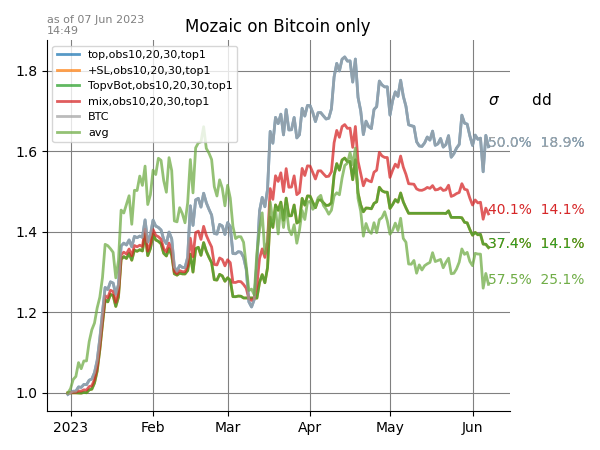 as of 07 Jun 2023
14:49
Mozaic on Bitcoin only
top,obs10,20,30,top1
+SL,obs10,20,30,top1
TopvBot,obs10,20,30,top1
mix,obs10,20,30,top1
BTC
avg
σ dd
50.0% 18.9%
40.1% 14.1%
37.4% 14.1%
57.5% 25.1%
1.8
1.6
1.4
1.2
1.0
2023 Feb Mar Apr May Jun